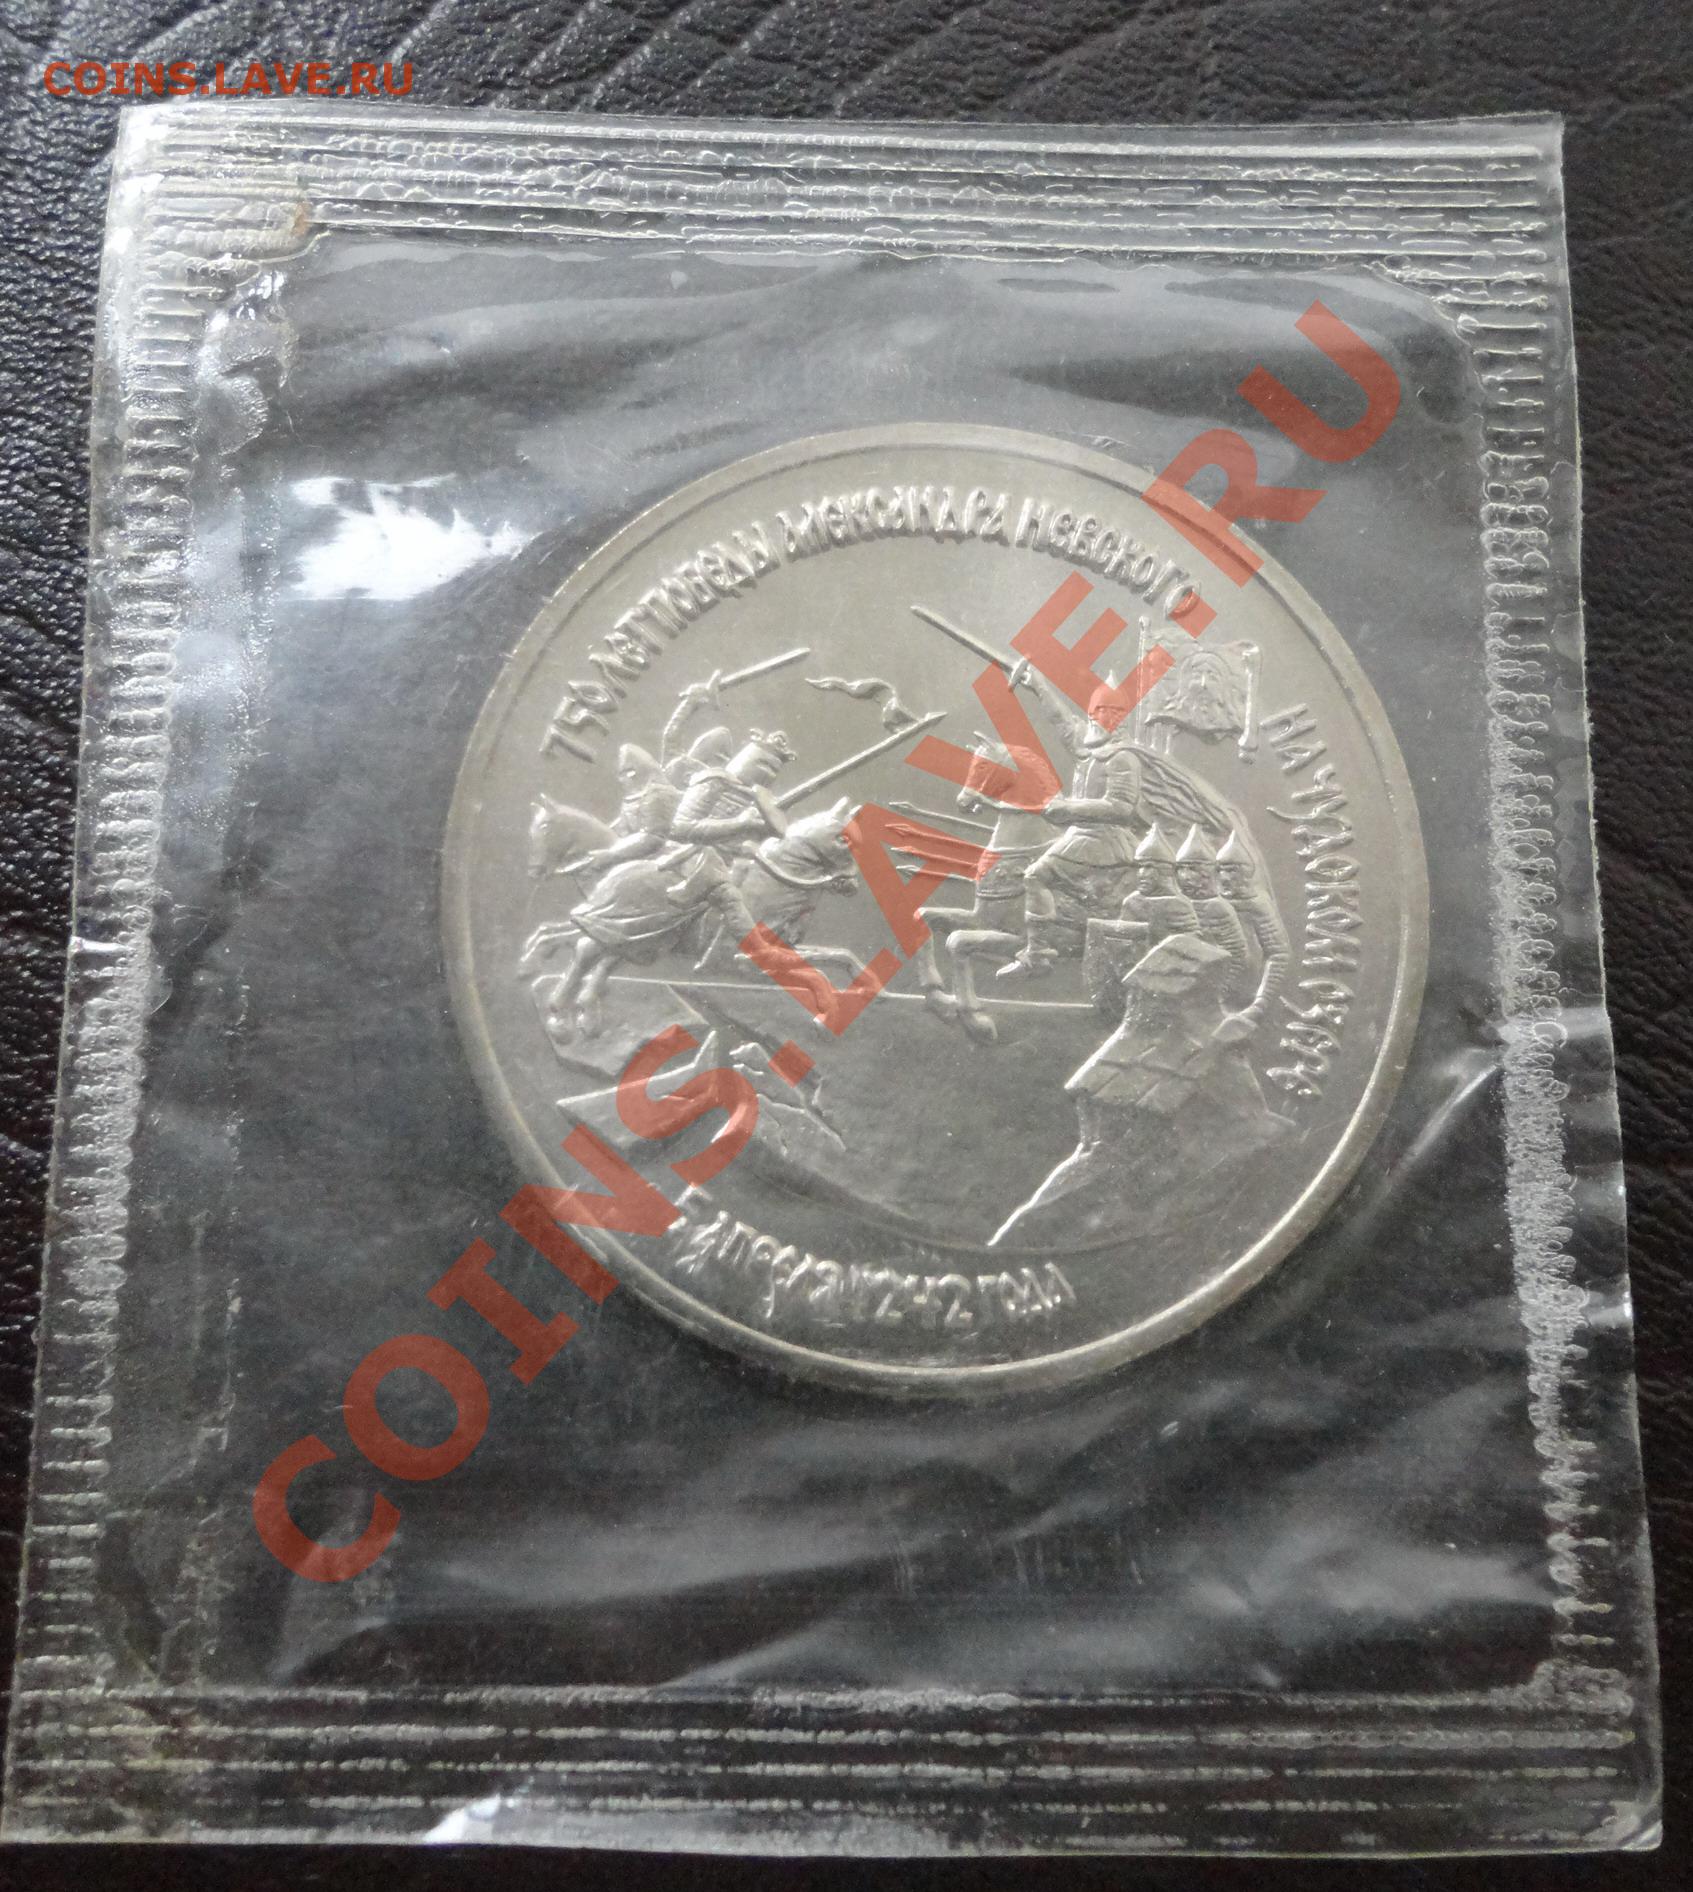 COINS.LAVE.RU
750 ЛЕТ ПОБЕДЫ АЛЕКСАНДРА НЕВСКОГО
НА ЧУДСКОМ ОЗЕРЕ
5 АПРЕЛЯ 1242 ГОДА
COINS.LAVE.RU